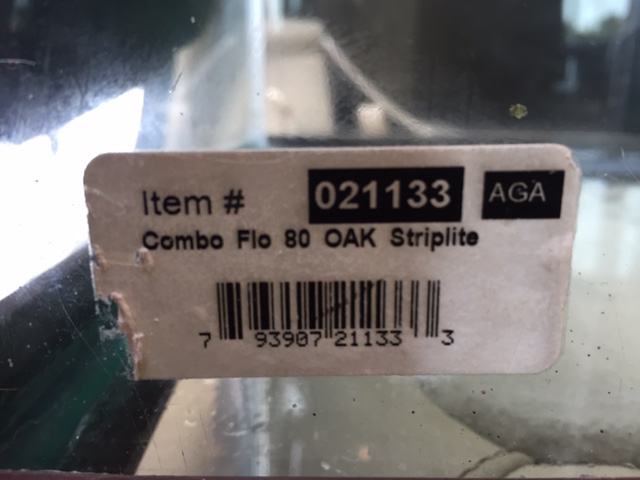 Item # 021133 AGA
Combo Flo 80 OAK Striplite
7 93907 21133 3